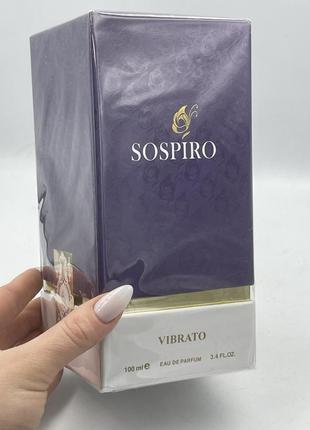 SOSPIRO
VIBRATO
100 ml e EAU DE PARFUM 3.4 FL.OZ.